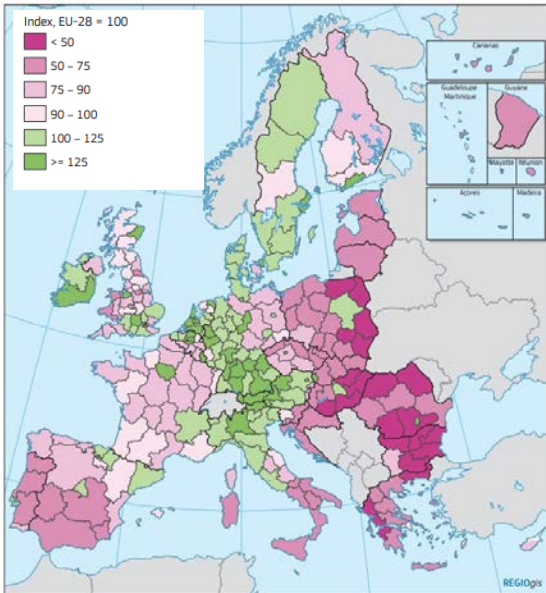 Index, EU-28 = 100
< 50
50 – 75
75 – 90
90 – 100
100 – 125
>= 125
Canarias
Guadeloupe
Martinique
Guyane
Mayotte
Réunion
Açores
Madeira
REGIOgis